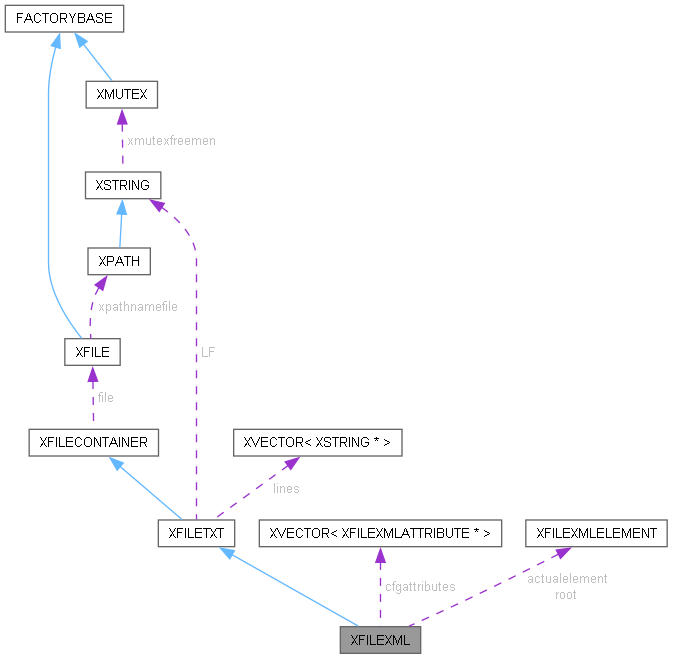 FACTORYBASE
XMUTEX
xmutexfreemen
XSTRING
XPATH
xpathnamefile
XFILE
LF
file
XFILECONTAINER
XVECTOR< XSTRING * >
lines
XFILETXT
XVECTOR< XFILEXMLATTRIBUTE * >
XFILEXMLELEMENT
cfgattributes
actualelement
root
XFILEXML